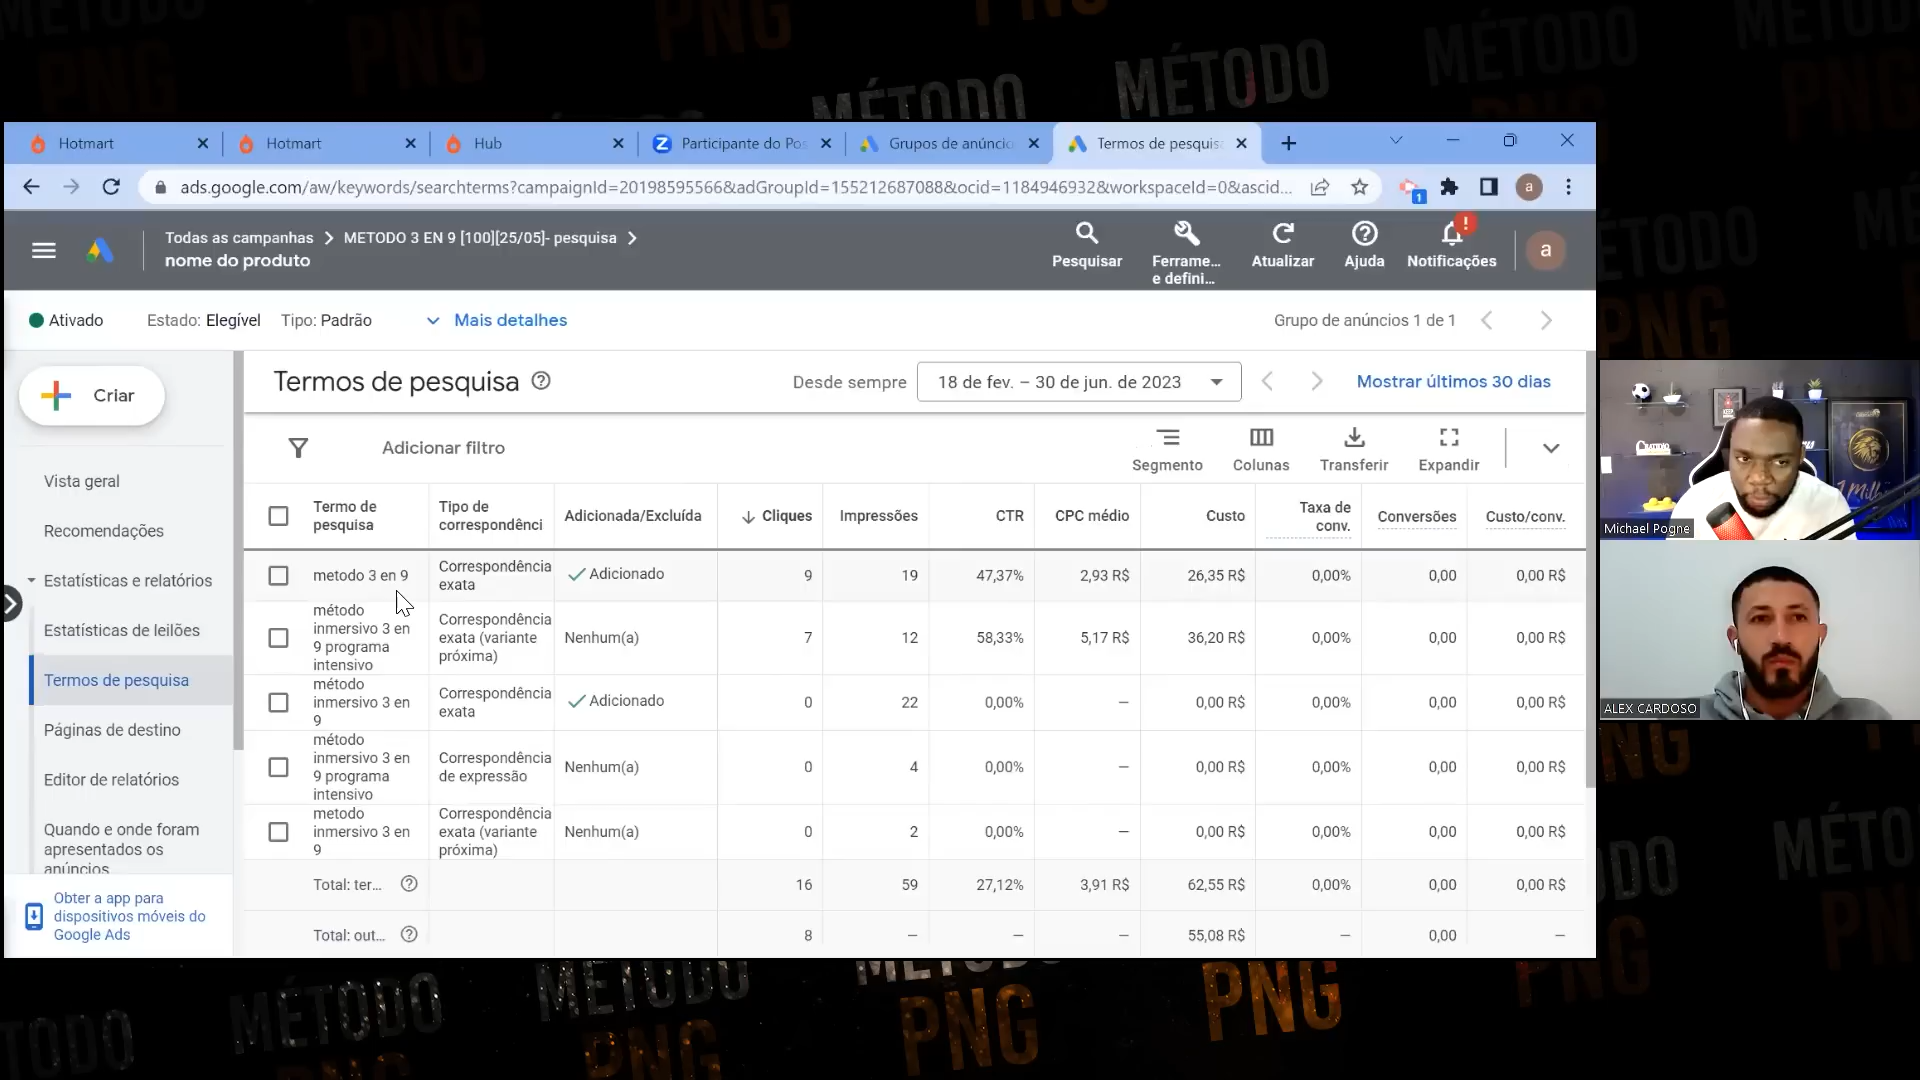 MÉTODO
PNG
MÉTODO
PNG
Hotmart
Hotmart
Hub
Participante do Pos
Grupos de anúncio
Termos de pesquis
ads.google.com/aw/keywords/searchterms?campaignId=20198595566&adGroupId=155212687088&ocid=1184946932&workspaceId=0&ascid...
1
a
Todas as campanhas > METODO 3 EN 9 [100][25/05]- pesquisa >
nome do produto
Pesquisar
Ferrame...
e defini...
Atualizar
Ajuda
!
Notificações
a
Ativado
Estado: Elegível
Tipo: Padrão
Mais detalhes
Grupo de anúncios 1 de 1
Criar
Vista geral
Recomendações
Estatísticas e relatórios
Estatísticas de leilões
Termos de pesquisa
Páginas de destino
Editor de relatórios
Quando e onde foram
apresentados os
anúncios
Obter a app para
dispositivos móveis do
Google Ads
Termos de pesquisa
Desde sempre
18 de fev. – 30 de jun. de 2023
Mostrar últimos 30 dias
Adicionar filtro
Segmento
Colunas
Transferir
Expandir
Termo de
pesquisa
Tipo de
correspondênci
Adicionada/Excluída
Cliques
Impressões
CTR
CPC médio
Custo
Taxa de
conv.
Conversões
Custo/conv.
metodo 3 en 9
Correspondência
exata
Adicionado
9
19
47,37%
2,93 R$
26,35 R$
0,00%
0,00
0,00 R$
método
inmersivo 3 en
9 programa
intensivo
Correspondência
exata (variante
próxima)
Nenhum(a)
7
12
58,33%
5,17 R$
36,20 R$
0,00%
0,00
0,00 R$
método
inmersivo 3 en
9
Correspondência
exata
Adicionado
0
22
0,00%
–
0,00 R$
0,00%
0,00
0,00 R$
método
inmersivo 3 en
9 programa
intensivo
Correspondência
de expressão
Nenhum(a)
0
4
0,00%
–
0,00 R$
0,00%
0,00
0,00 R$
metodo
inmersivo 3 en
9
Correspondência
exata (variante
próxima)
Nenhum(a)
0
2
0,00%
–
0,00 R$
0,00%
0,00
0,00 R$
Total: ter...
16
59
27,12%
3,91 R$
62,55 R$
0,00%
0,00
0,00 R$
Total: out...
8
–
–
–
55,08 R$
–
0,00
–
Michael Pogne
ALEX CARDOSO
MÉTODO
PNG
PNG